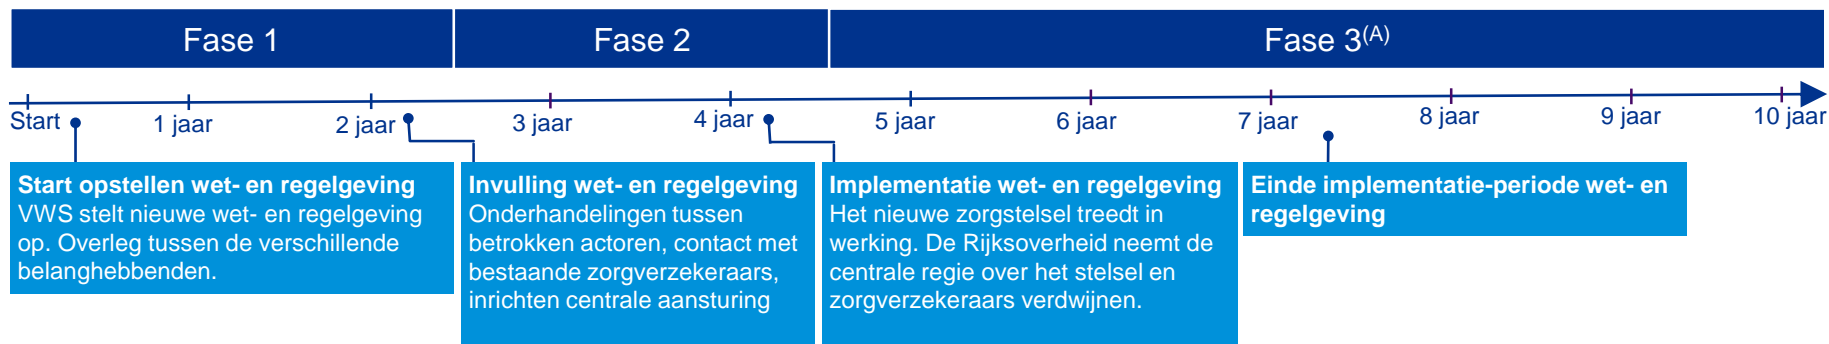 Fase 1
Fase 2
Fase 3(A)
Start
1 jaar
2 jaar
3 jaar
4 jaar
5 jaar
6 jaar
7 jaar
8 jaar
9 jaar
10 jaar
Start opstellen wet- en regelgeving
VWS stelt nieuwe wet- en regelgeving
op. Overleg tussen de verschillende
belanghebbenden.
Invulling wet- en regelgeving
Onderhandelingen tussen
betrokken actoren, contact met
bestaande zorgverzekeraars,
inrichten centrale aansturing
Implementatie wet- en regelgeving
Het nieuwe zorgstelsel treedt in
werking. De Rijksoverheid neemt de
centrale regie over het stelsel en
zorgverzekeraars verdwijnen.
Einde implementatie-periode wet- en
regelgeving